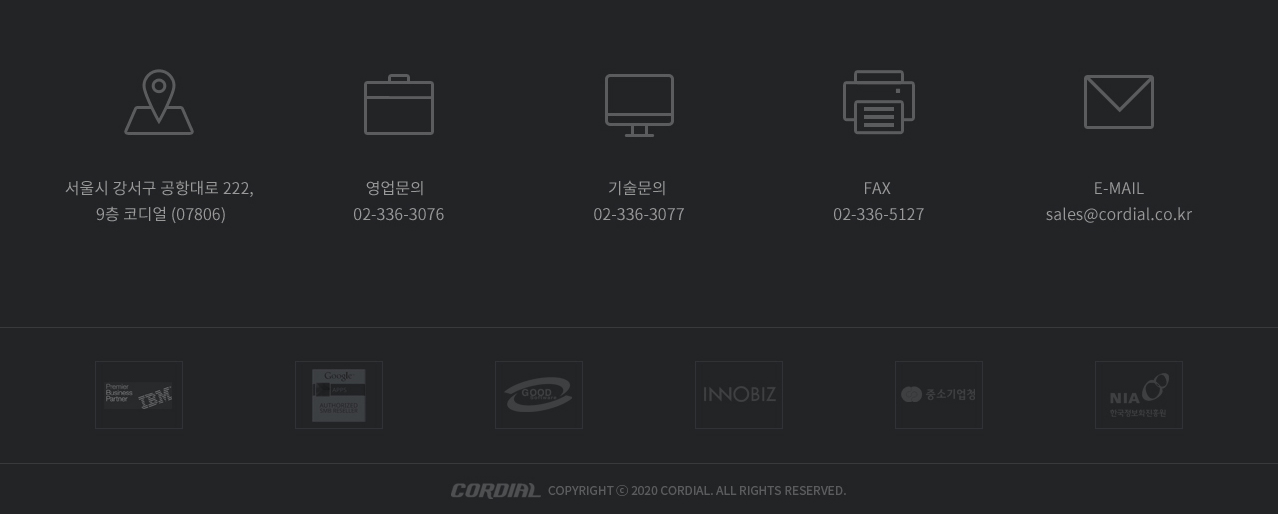 서울시 강서구 공항대로 222,
9층 코디얼 (07806)
영업문의
02-336-3076
기술문의
02-336-3077
FAX
02-336-5127
E-MAIL
sales@cordial.co.kr
Premier
Business
Partner
IBM
Google
APPS
AUTHORIZED
SMB RESELLER
GOOD
Software
INNOBIZ
중소기업청
NIA
한국정보화진흥원
CORDIAL COPYRIGHT ⓒ 2020 CORDIAL. ALL RIGHTS RESERVED.